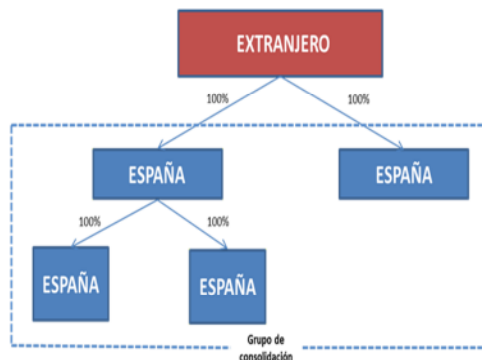 EXTRANJERO
100%
100%
ESPAÑA
ESPAÑA
100%
100%
ESPAÑA
ESPAÑA
Grupo de
consolidación